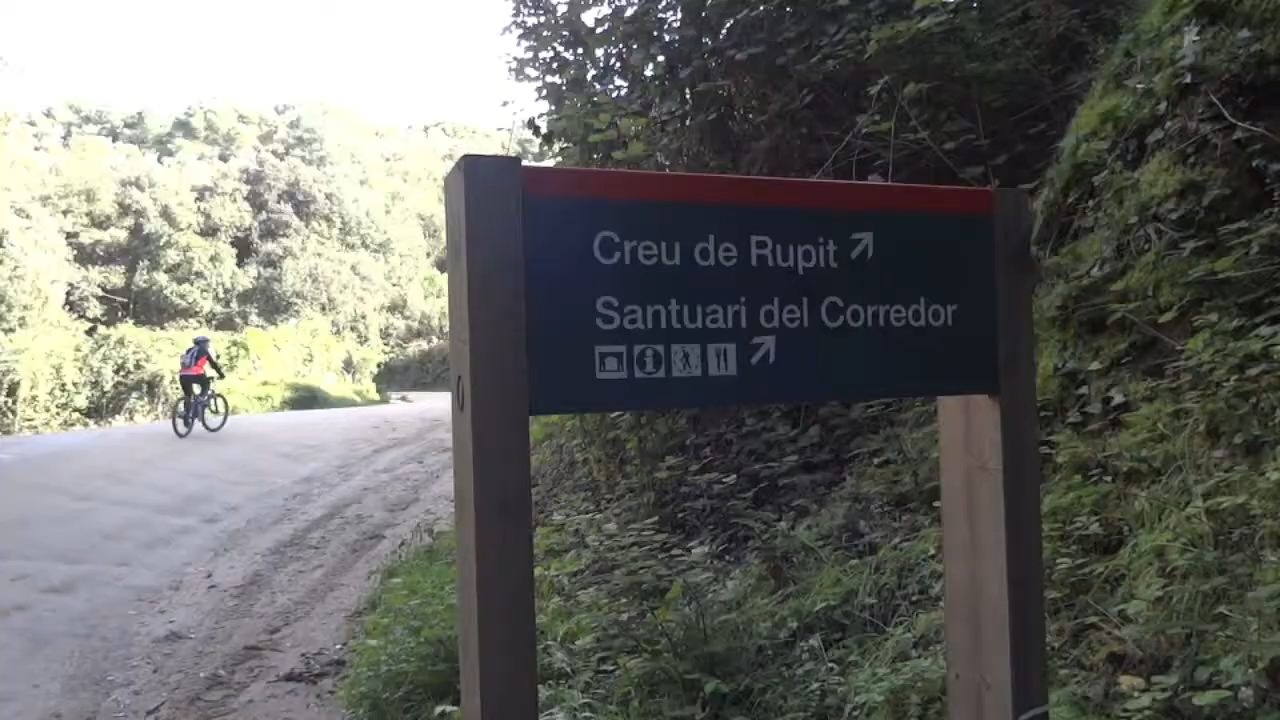 Creu de Rupit ↗
Santuari del Corredor
↗